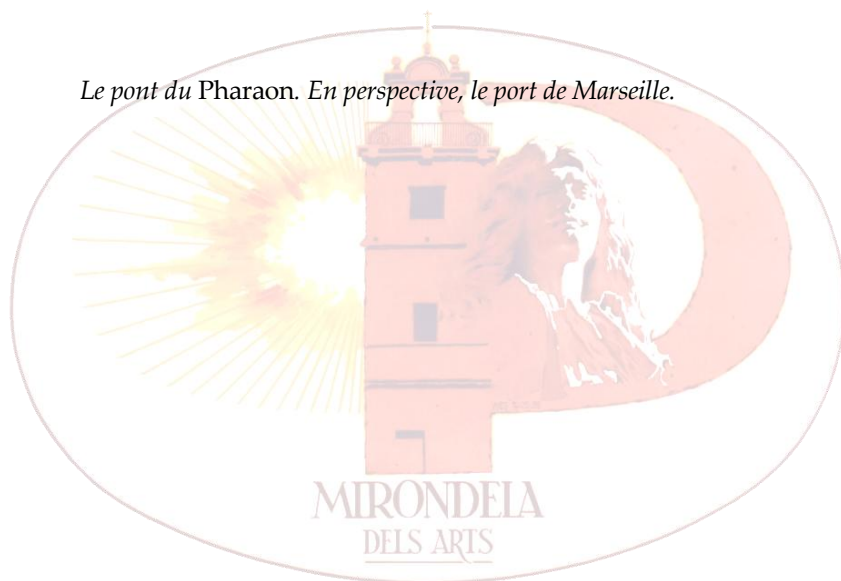 Le pont du Pharaon. En perspective, le port de Marseille.
MIRONDELA
DELS ARTS